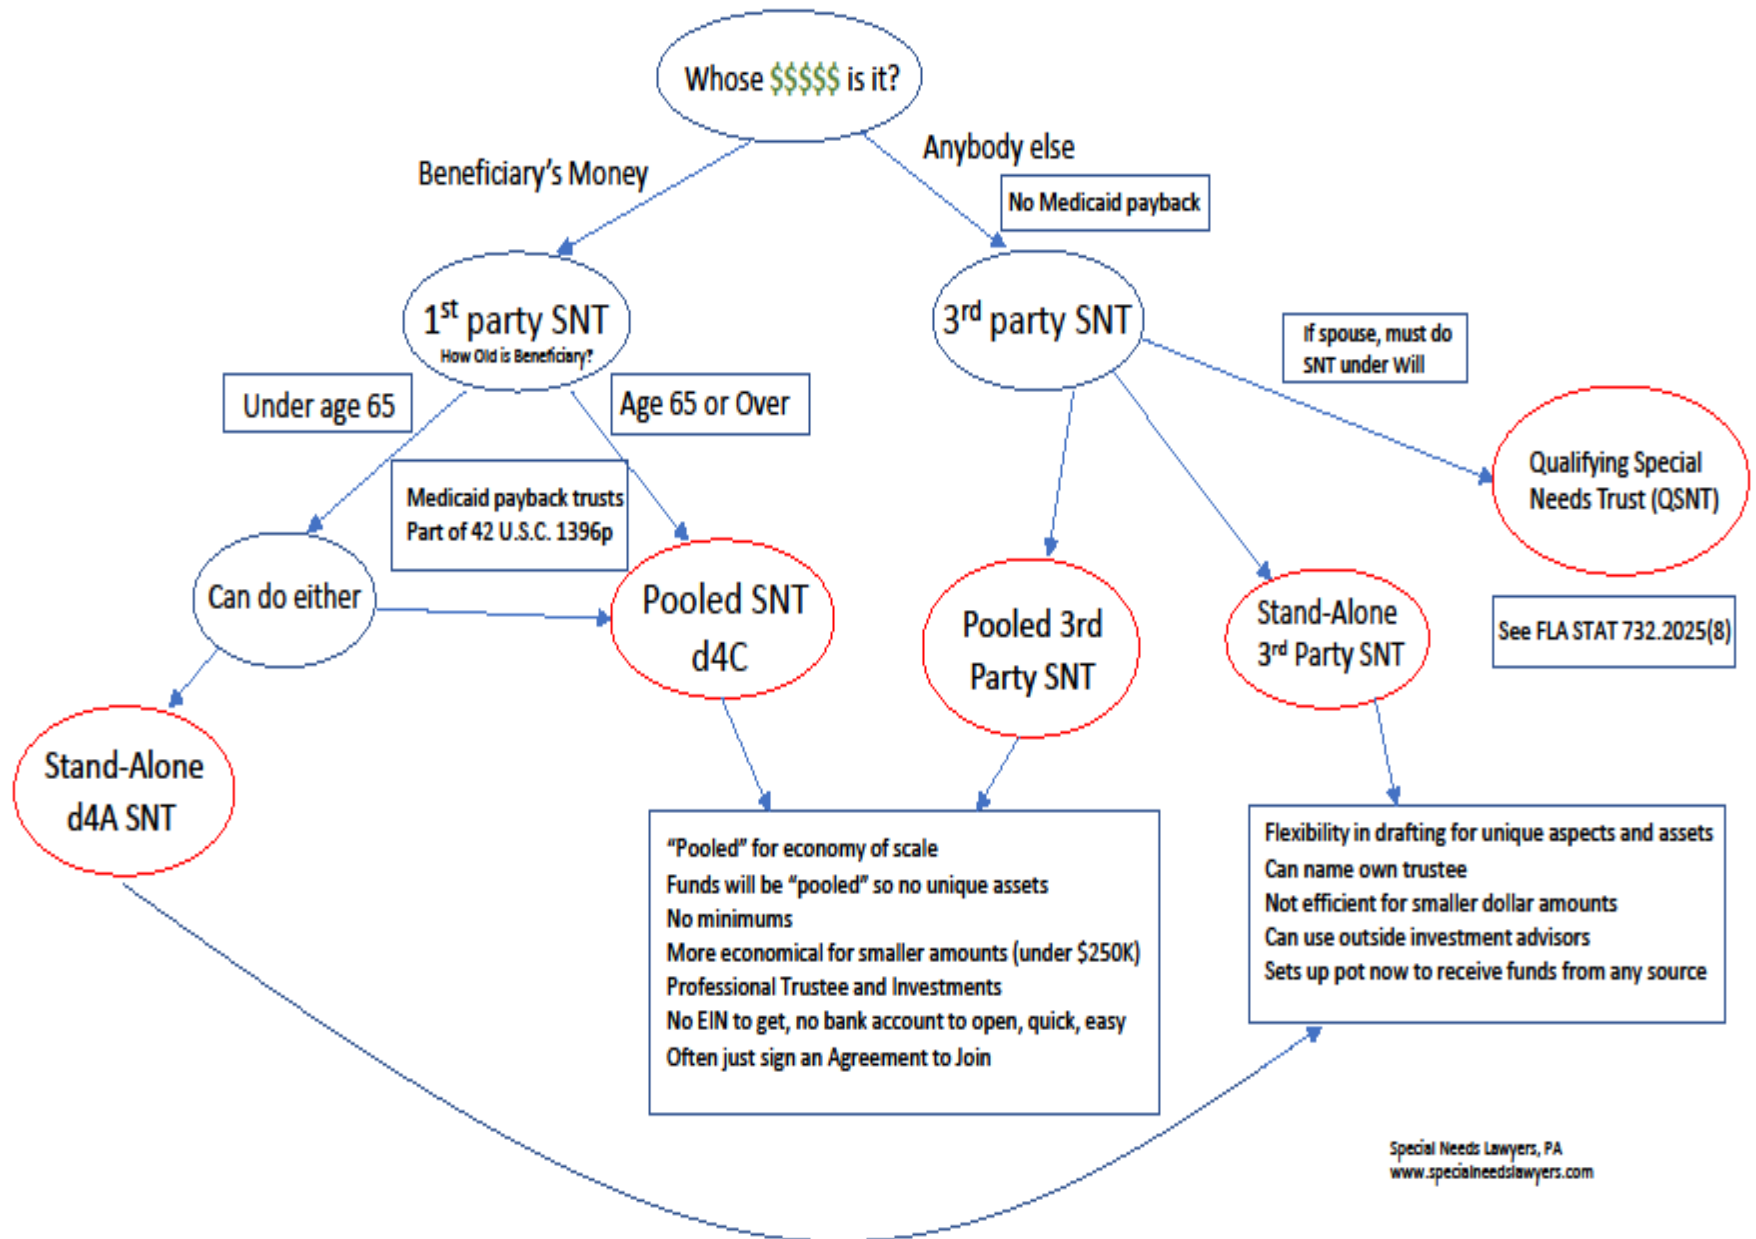 Whose $$$$$ is it?
Beneficiary's Money
Anybody else
No Medicaid payback
1st party SNT
How Old is Beneficiary?
3rd party SNT
If spouse, must do
SNT under Will
Under age 65
Age 65 or Over
Medicaid payback trusts
Part of 42 U.S.C. 1396p
Qualifying Special
Needs Trust (QSNT)
Can do either
Pooled SNT
d4C
Pooled 3rd
Party SNT
Stand-Alone
3rd Party SNT
See FLA STAT 732.2025(8)
Stand-Alone
d4A SNT
"Pooled" for economy of scale
Funds will be "pooled" so no unique assets
No minimums
More economical for smaller amounts (under $250K)
Professional Trustee and Investments
No EIN to get, no bank account to open, quick, easy
Often just sign an Agreement to Join
Flexibility in drafting for unique aspects and assets
Can name own trustee
Not efficient for smaller dollar amounts
Can use outside investment advisors
Sets up pot now to receive funds from any source
Special Needs Lawyers, PA
www.specialneedslawyers.com